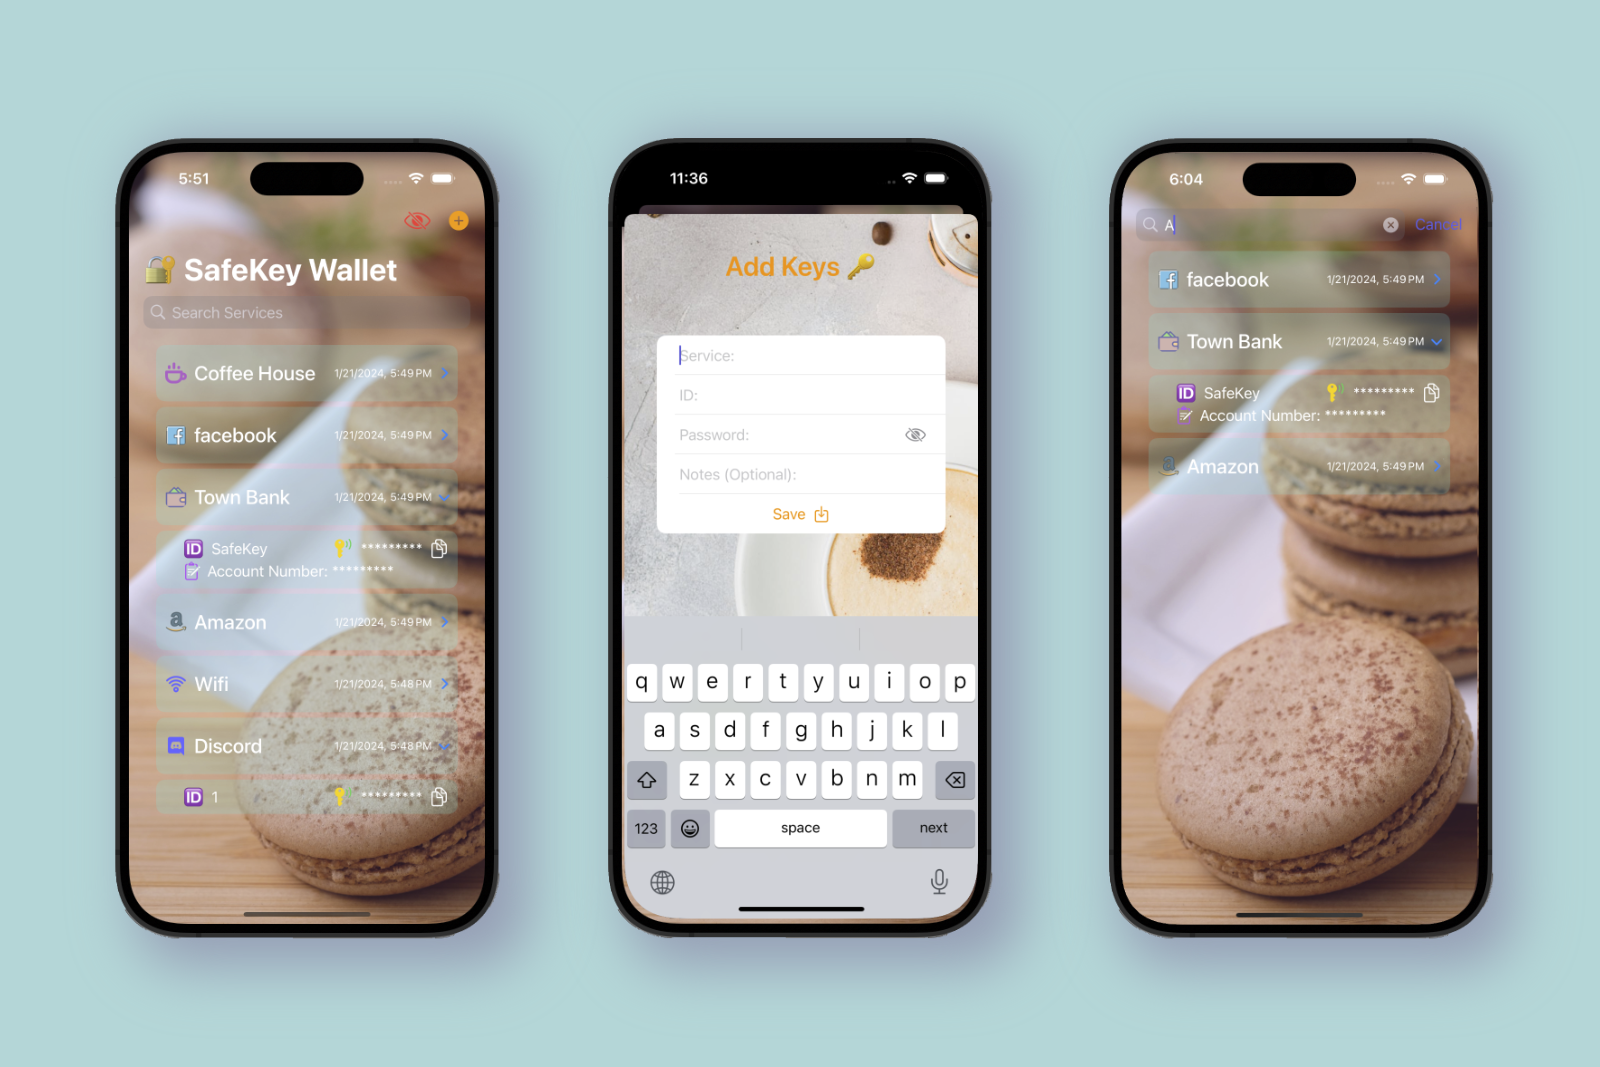 5:51
SafeKey Wallet
Search Services
Coffee House 1/21/2024, 5:49 PM
facebook 1/21/2024, 5:49 PM
Town Bank 1/21/2024, 5:49 PM
ID SafeKey *********
Account Number: *********
Amazon 1/21/2024, 5:49 PM
Wifi 1/21/2024, 5:48 PM
Discord 1/21/2024, 5:48 PM
ID 1 *********
11:36
Add Keys
Service:
ID:
Password:
Notes (Optional):
Save
q w e r t y u i o p
a s d f g h j k l
z x c v b n m
123 space next
6:04
A Cancel
facebook 1/21/2024, 5:49 PM
Town Bank 1/21/2024, 5:49 PM
ID SafeKey *********
Account Number: *********
Amazon 1/21/2024, 5:49 PM